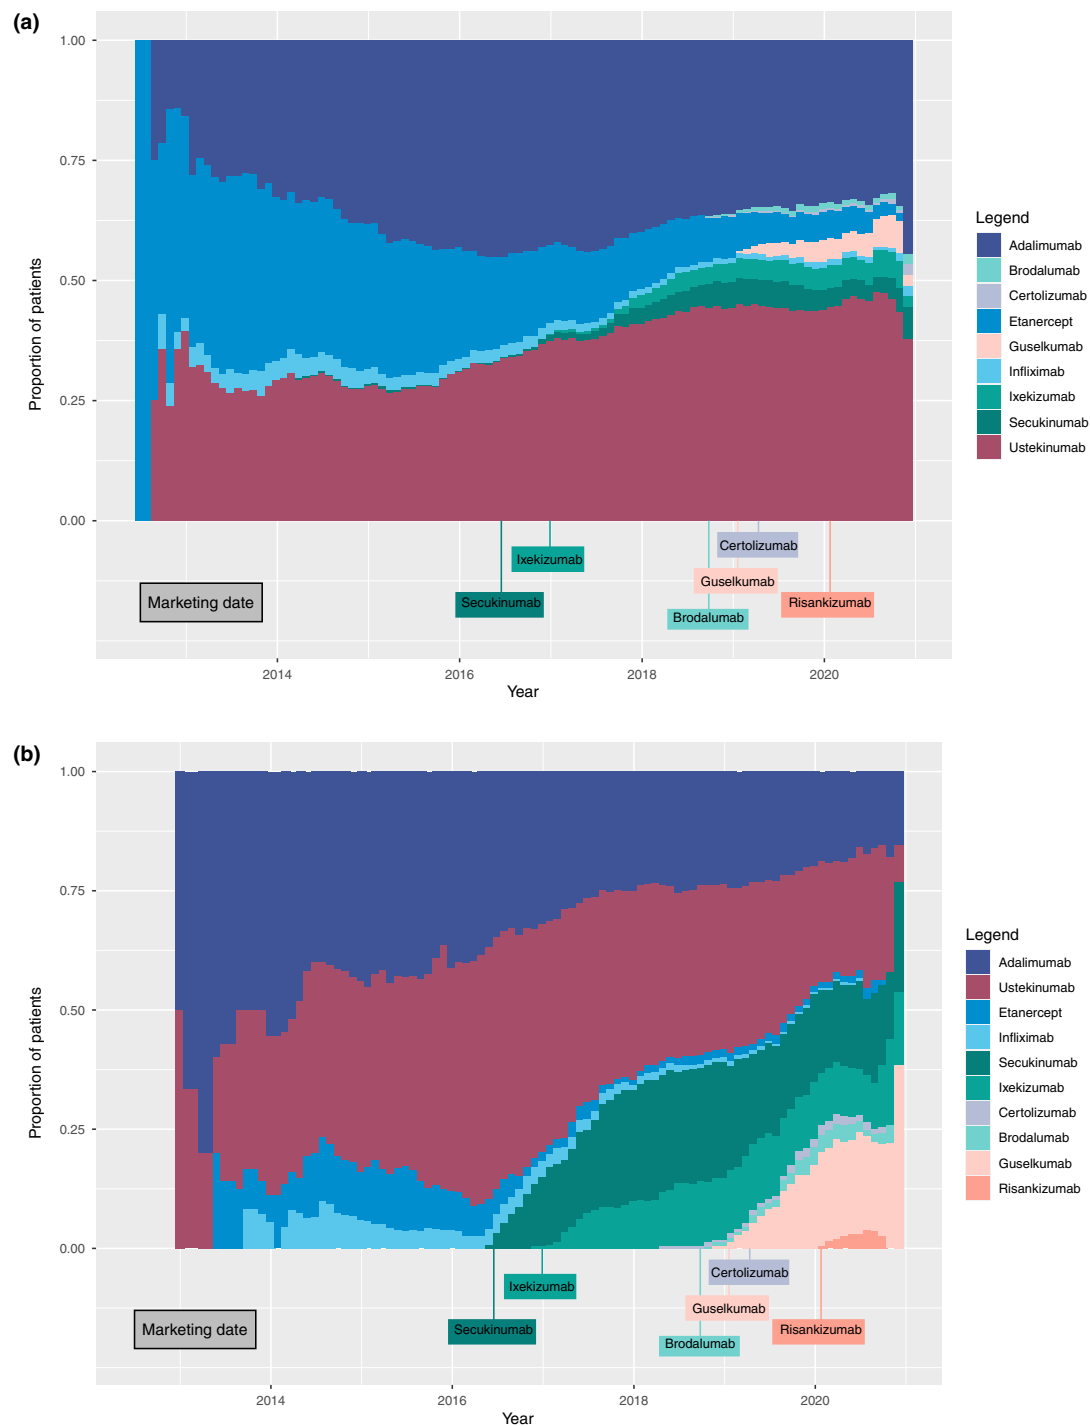 (a)
1.00
0.75
0.50
0.25
0.00
Proportion of patients
Legend
Adalimumab
Brodalumab
Certolizumab
Etanercept
Guselkumab
Infliximab
Ixekizumab
Secukinumab
Ustekinumab
Certolizumab
Ixekizumab
Guselkumab
Marketing date
Secukinumab
Risankizumab
Brodalumab
2014
2016
2018
2020
Year
(b)
1.00
0.75
0.50
0.25
0.00
Proportion of patients
Legend
Adalimumab
Ustekinumab
Etanercept
Infliximab
Secukinumab
Ixekizumab
Certolizumab
Brodalumab
Guselkumab
Risankizumab
Certolizumab
Ixekizumab
Guselkumab
Marketing date
Secukinumab
Risankizumab
Brodalumab
2014
2016
2018
2020
Year